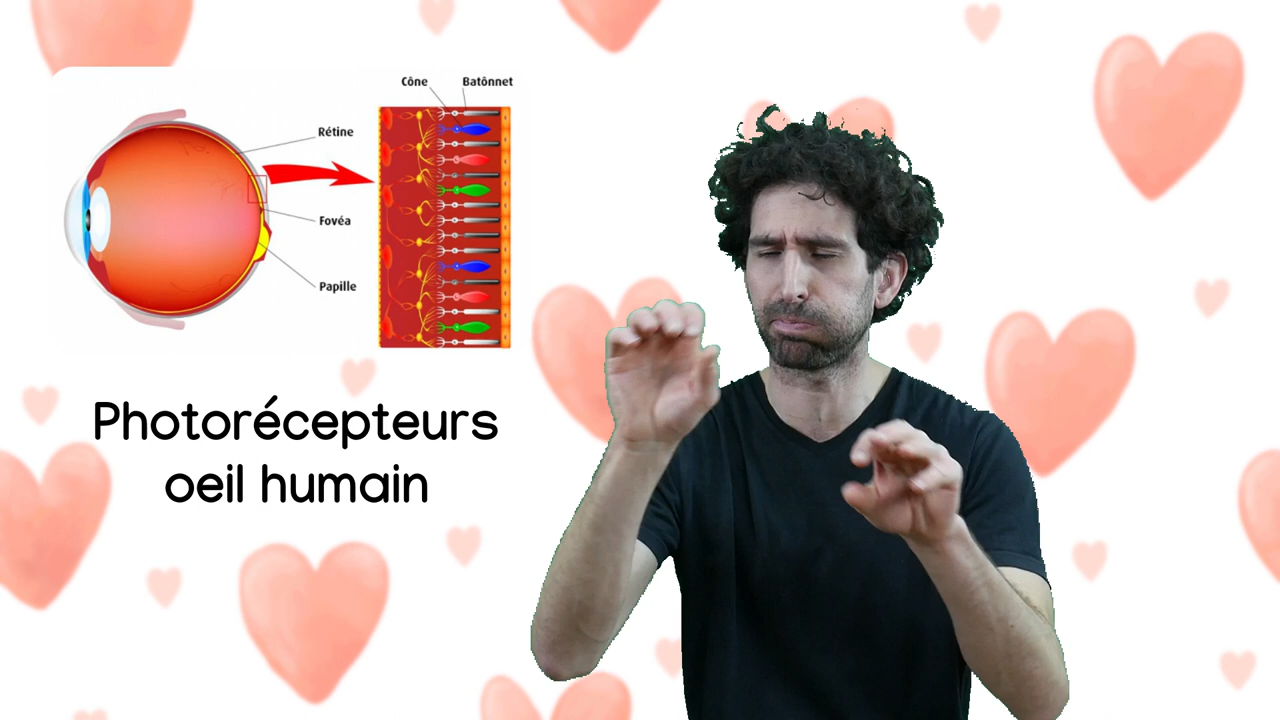 Cône Batônnet
Rétine
Fovéa
Papille
Photorécepteurs
oeil humain